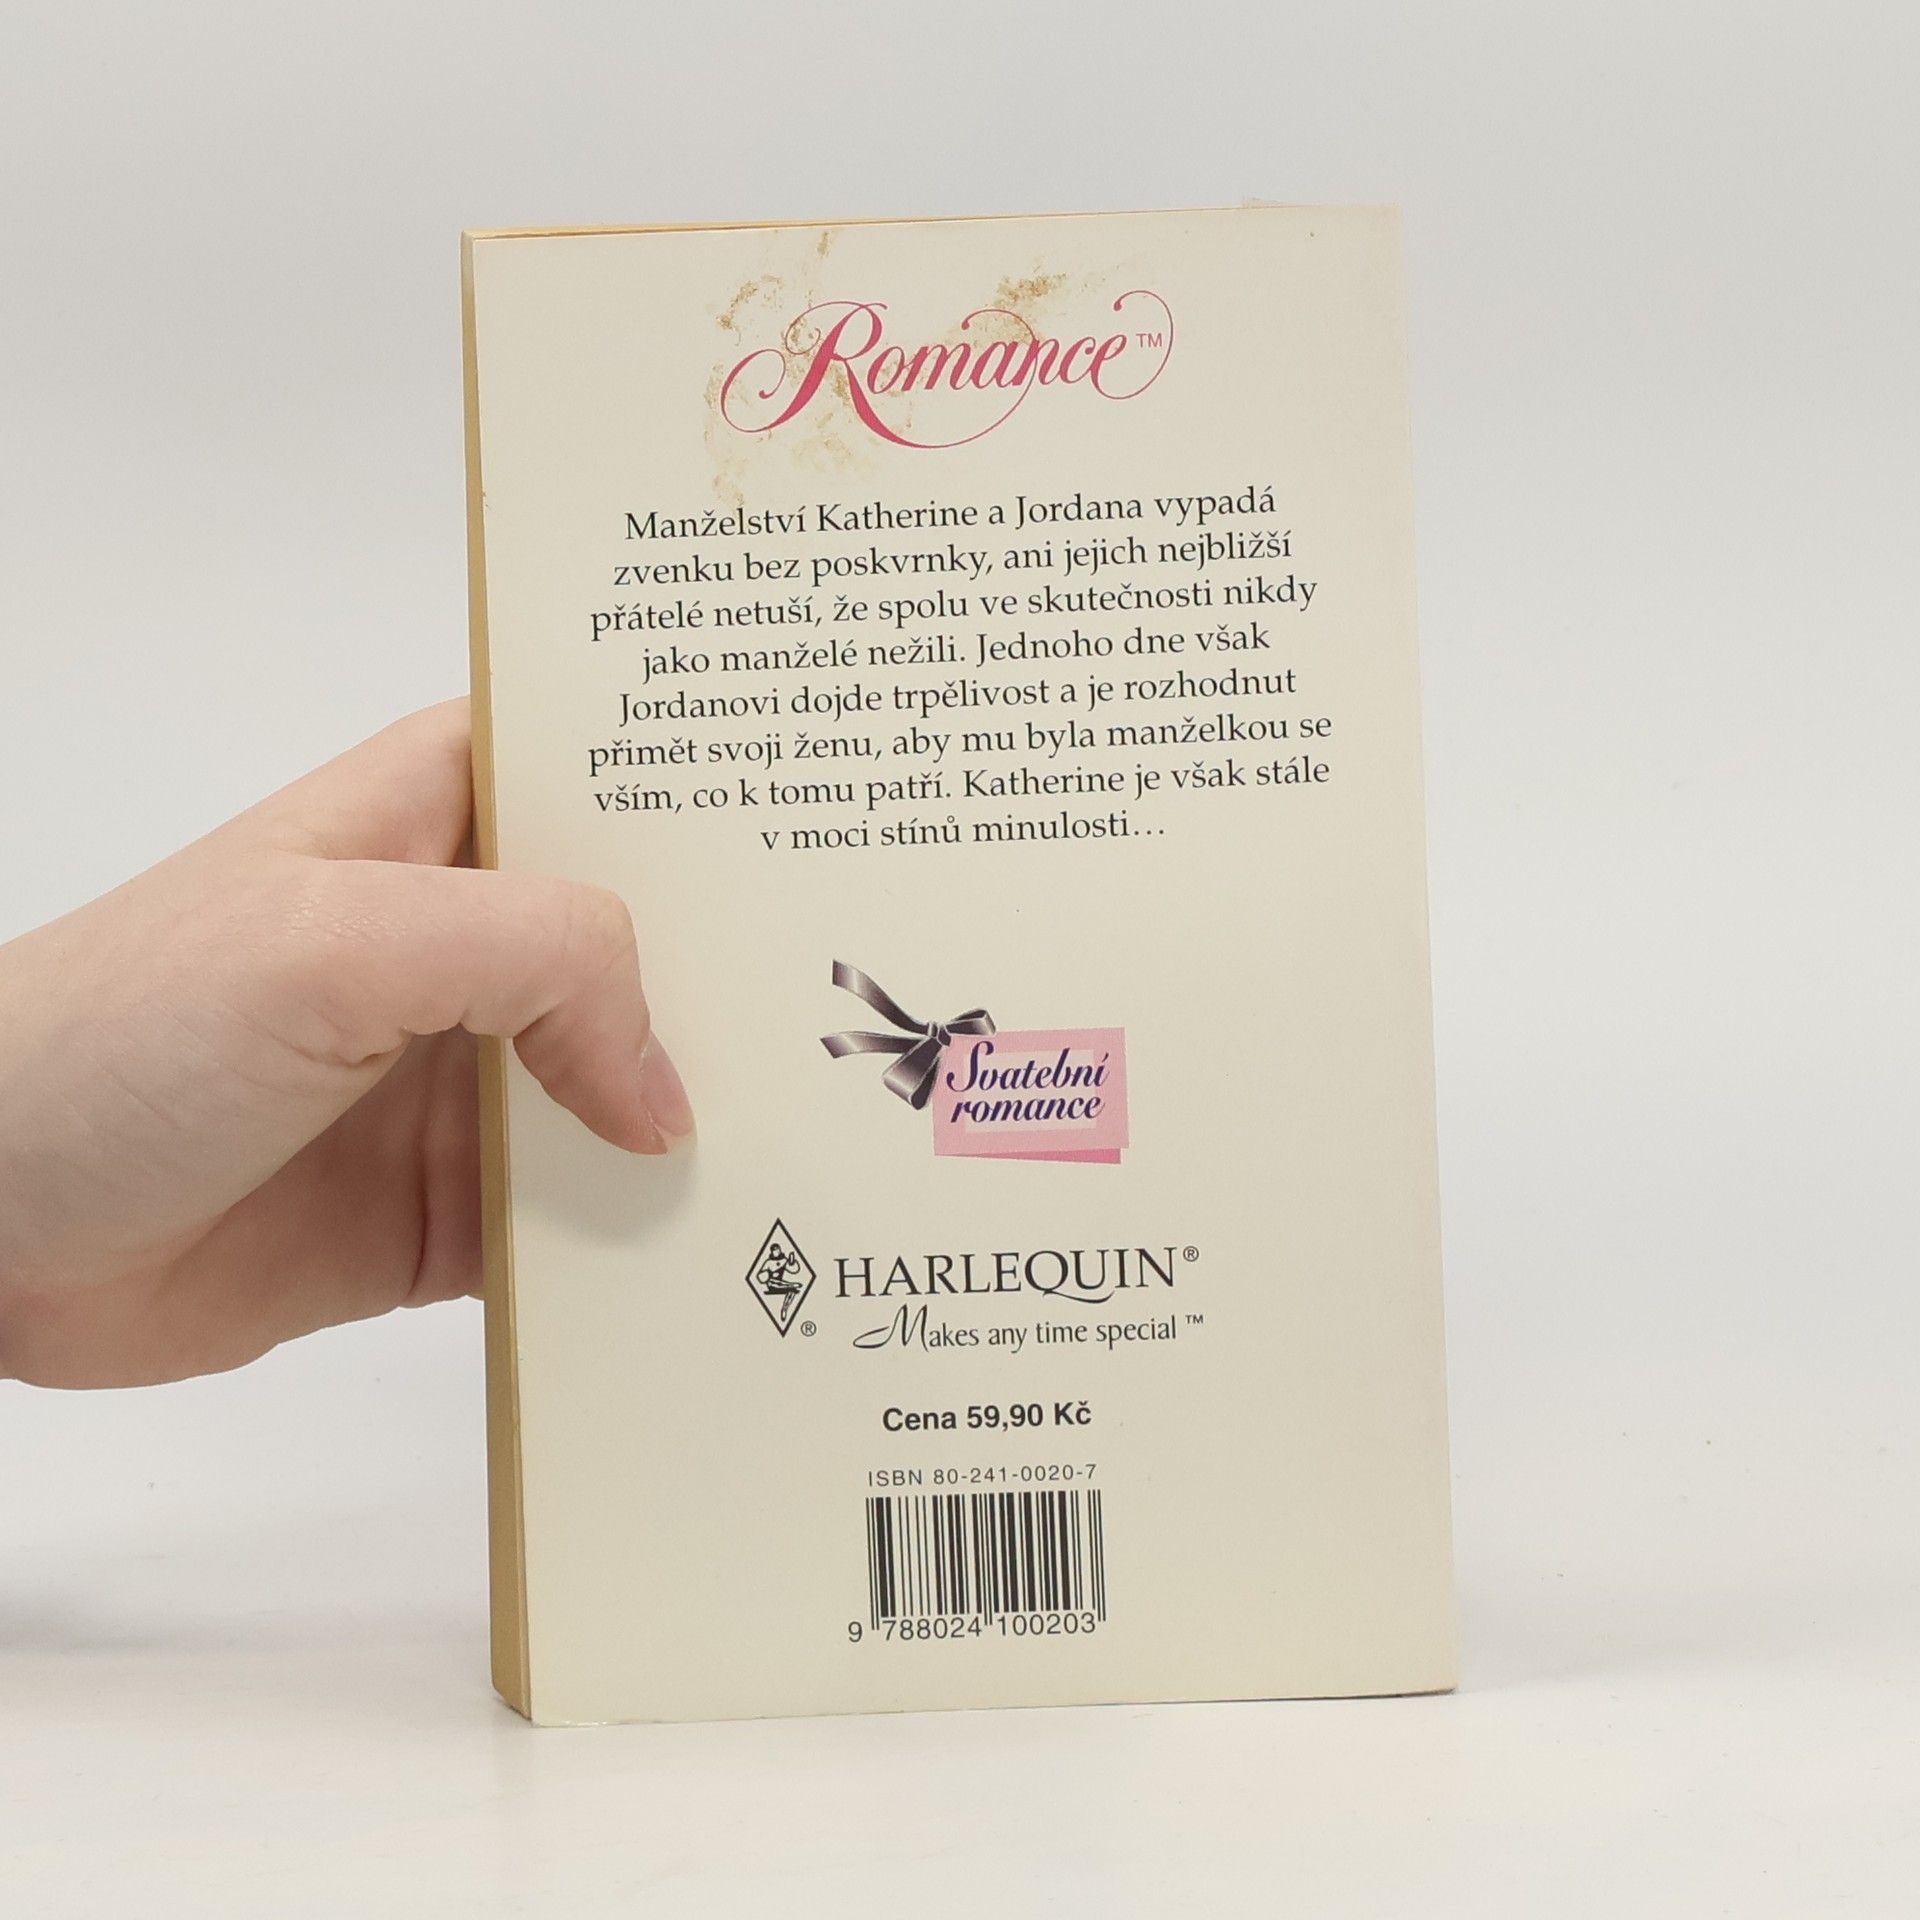 Romance™
Manželství Katherine a Jordana vypadá
zvenku bez poskvrnky, ani jejich nejbližší
přátelé netuší, že spolu ve skutečnosti nikdy
jako manželé nežili. Jednoho dne však
Jordanovi dojde trpělivost a je rozhodnut
přimět svoji ženu, aby mu byla manželkou se
vším, co k tomu patří. Katherine je však stále
v moci stínů minulosti…
Svatební
romance
HARLEQUIN®
®
Makes any time special™
Cena 59,90 Kč
ISBN 80-241-0020-7
9 788024 100203